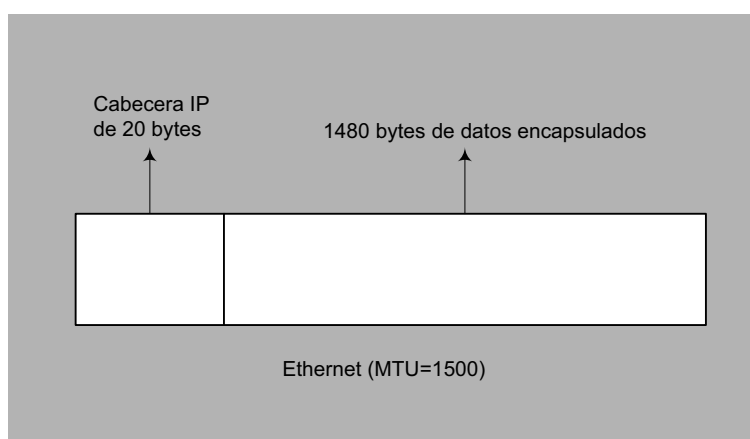 Cabecera IP
de 20 bytes
1480 bytes de datos encapsulados
Ethernet (MTU=1500)